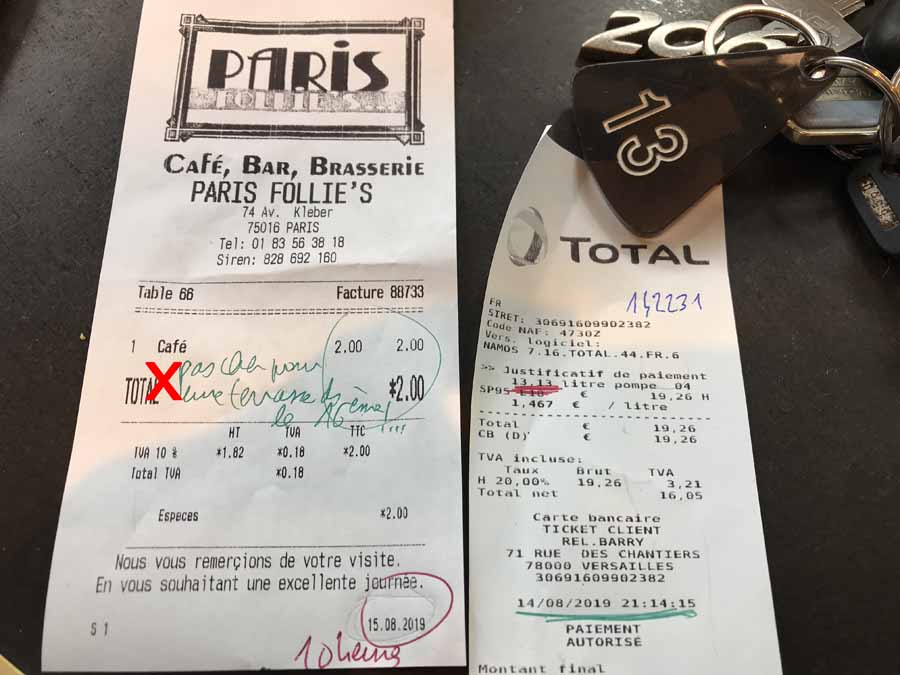 PARIS
FOLLIE'S...
CAFÉ, BAR, BRASSERIE
PARIS FOLLIE'S
74 Av. Kleber
75016 PARIS
Tel: 01 83 56 38 18
Siren: 828 692 160
Table 66 Facture 88733
1 Café 2.00 2.00
pas cher pour
TOTAL X *2.00
une terrasse ds
le 16ème! ...
HT TVA TTC
TVA 10 % *1.82 *0.18 *2.00
Total TVA *0.18
Especes *2.00
Nous vous remerçions de votre visite.
En vous souhaitant une excellente journée.
S 1 15.08.2019
10heures
206
13
TOTAL
142231
FR
SIRET: 30691609902382
Code NAF: 4730Z
Vers. logiciel:
NAMOS 7.16.TOTAL.44.FR.6
>> Justificatif de paiement
13,13 litre pompe 04
SP95 E10 € 19,26 H
1,467 € / litre
Total € 19,26
CB (D) € 19,26
TVA incluse:
Taux Brut TVA
H 20,00% 19,26 3,21
Total net 16,05
Carte bancaire
TICKET CLIENT
REL.BARRY
71 RUE DES CHANTIERS
78000 VERSAILLES
30691609902382
14/08/2019 21:14:15
PAIEMENT
AUTORISÉ
Montant final